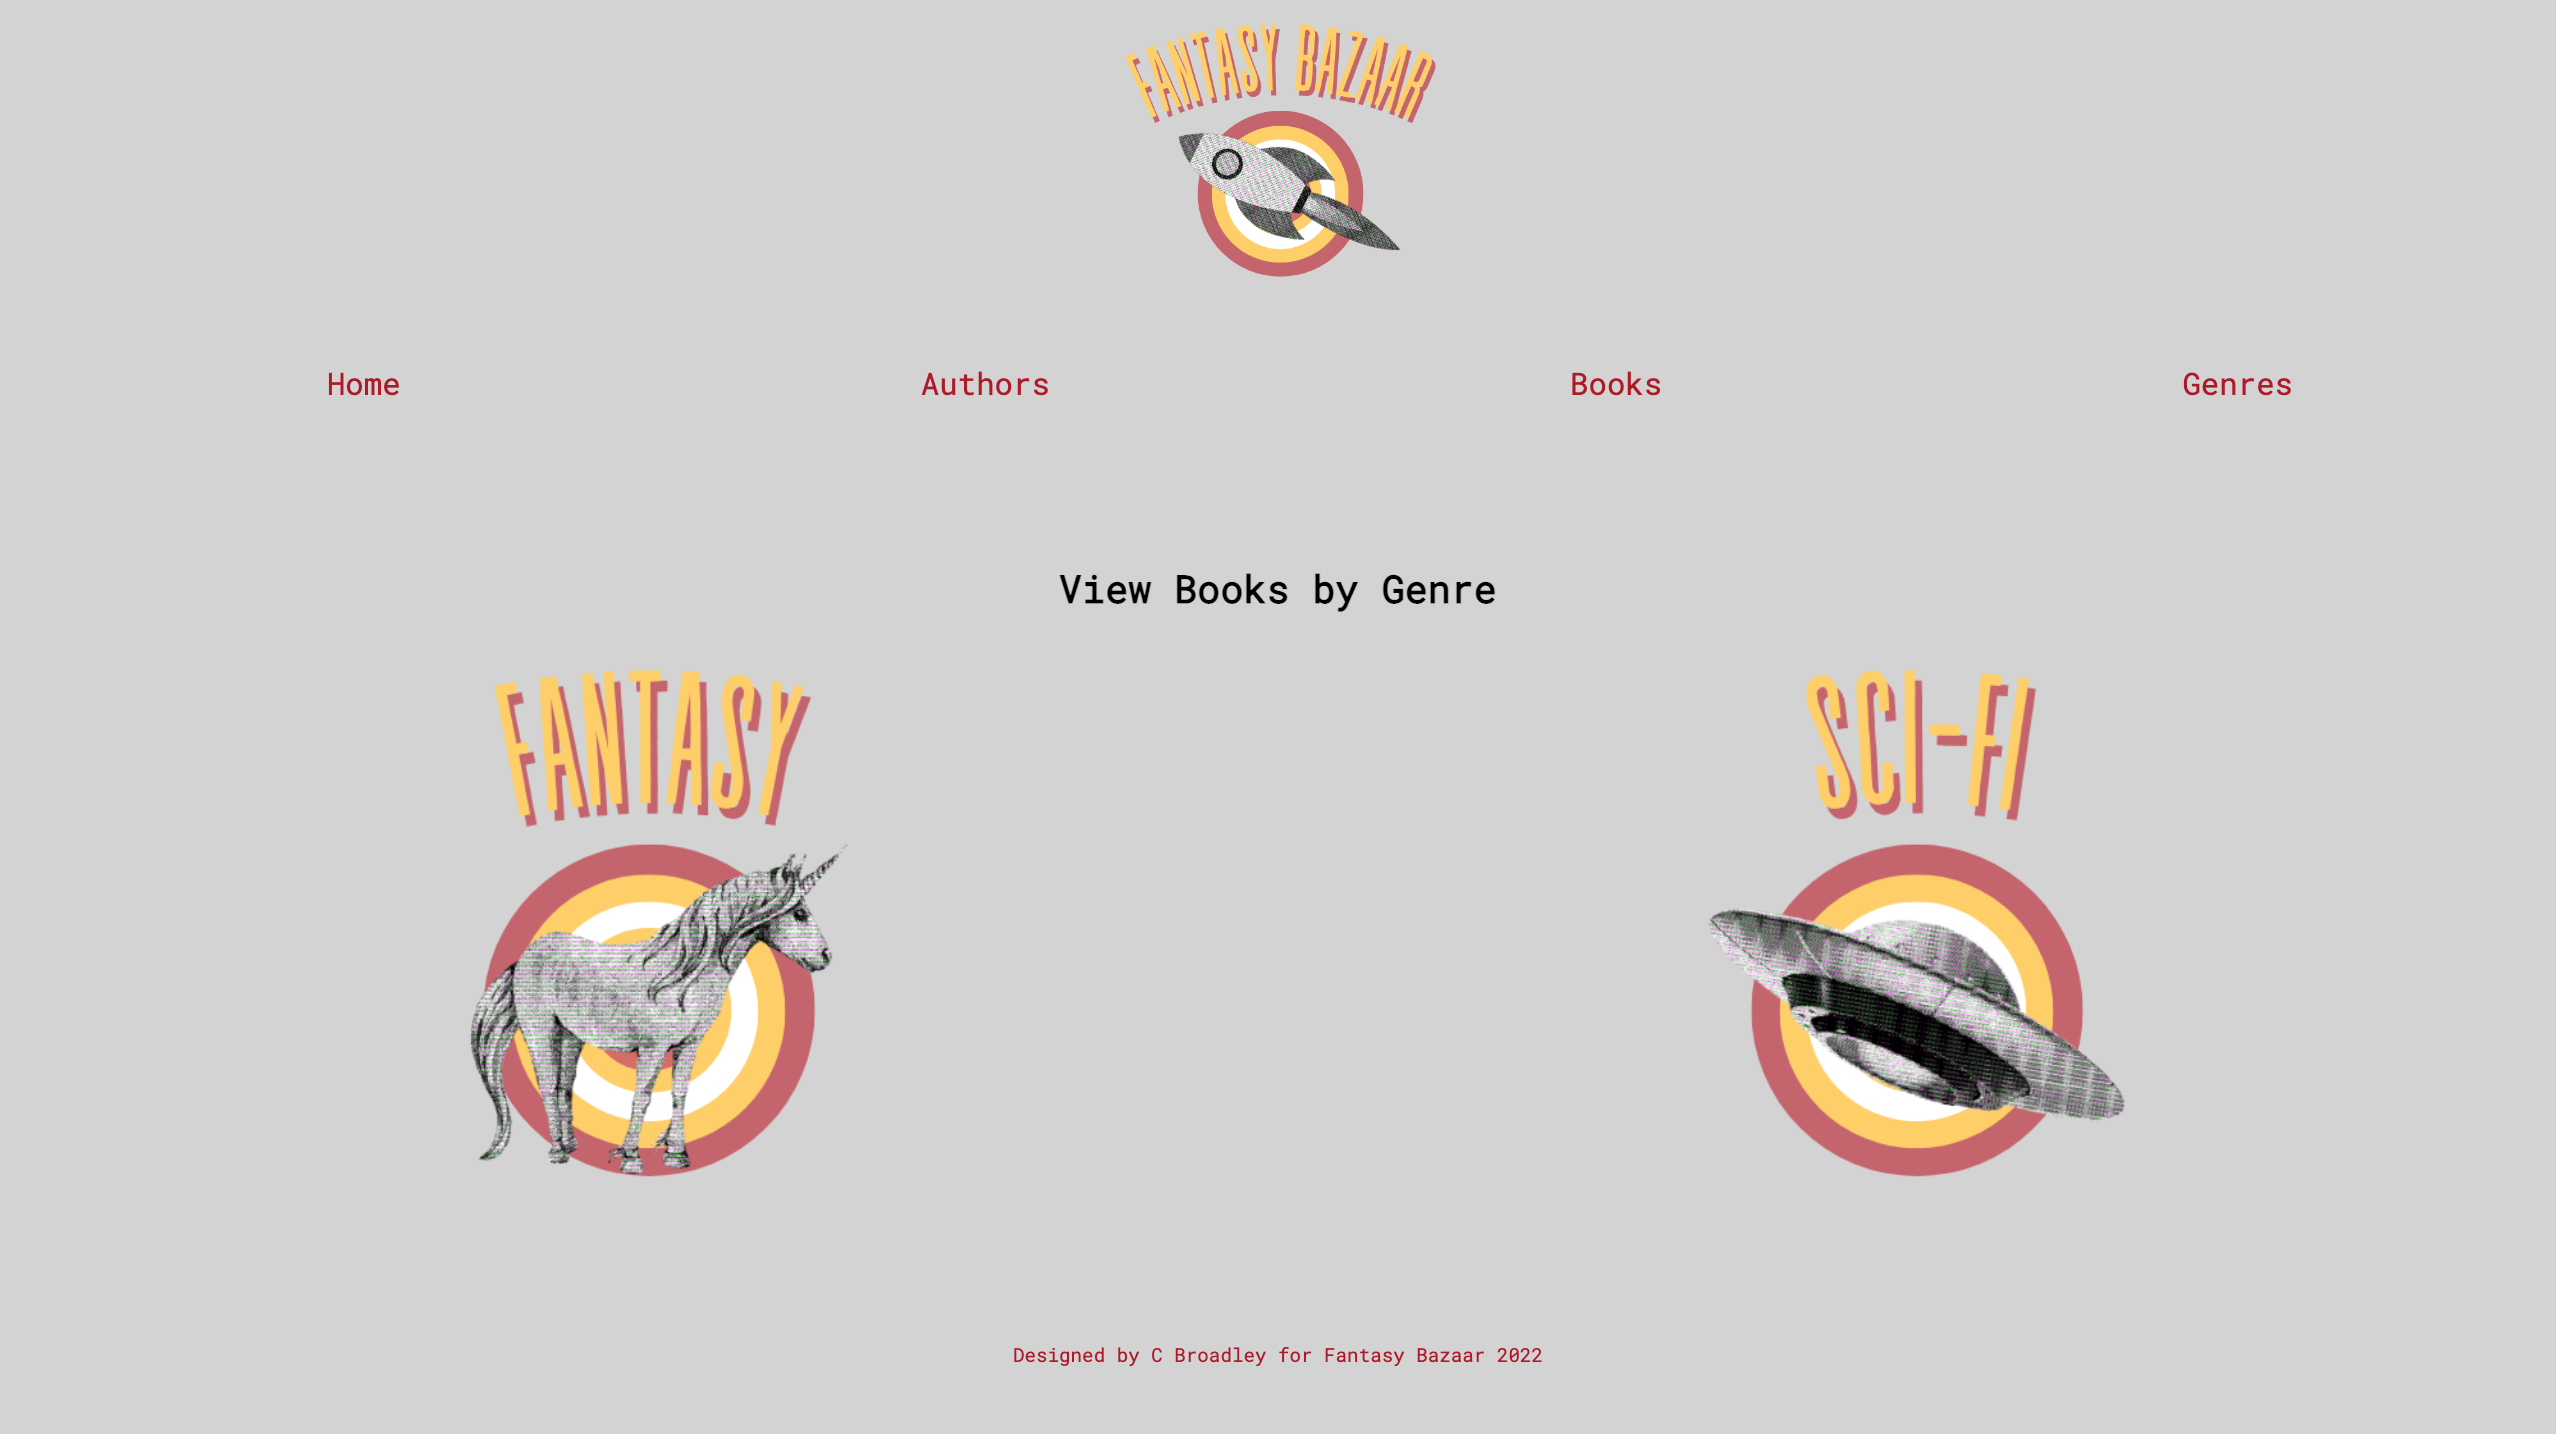 FANTASY BAZAAR
Home Authors Books Genres
View Books by Genre
FANTASY SCI-FI
Designed by C Broadley for Fantasy Bazaar 2022